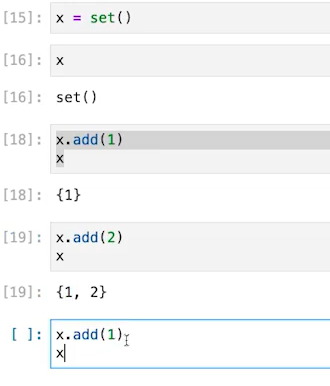 [15]: x = set()
[16]: x
[16]: set()
[18]: x.add(1)
x
[18]: {1}
[19]: x.add(2)
x
[19]: {1, 2}
[ ]: x.add(1)
x